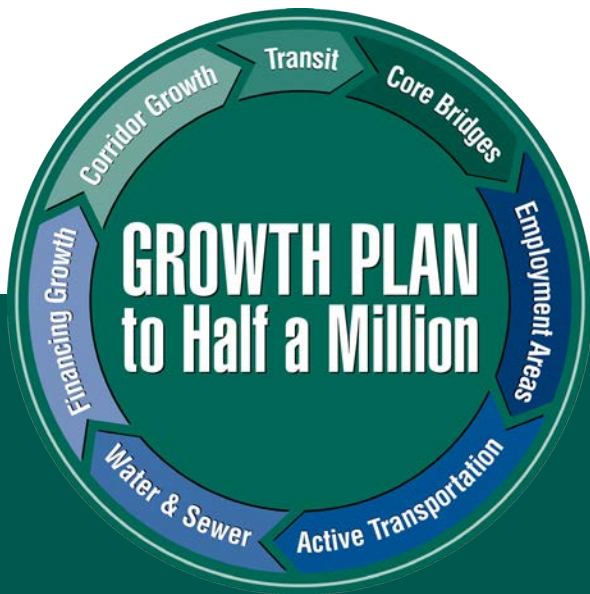 GROWTH PLAN
to Half a Million
Transit
Core Bridges
Employment Areas
Active Transportation
Water & Sewer
Financing Growth
Corridor Growth